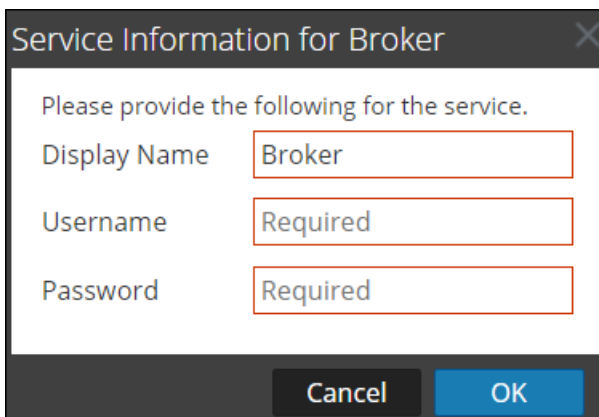 Service Information for Broker
Please provide the following for the service.
Display Name Broker
Username Required
Password Required
Cancel OK